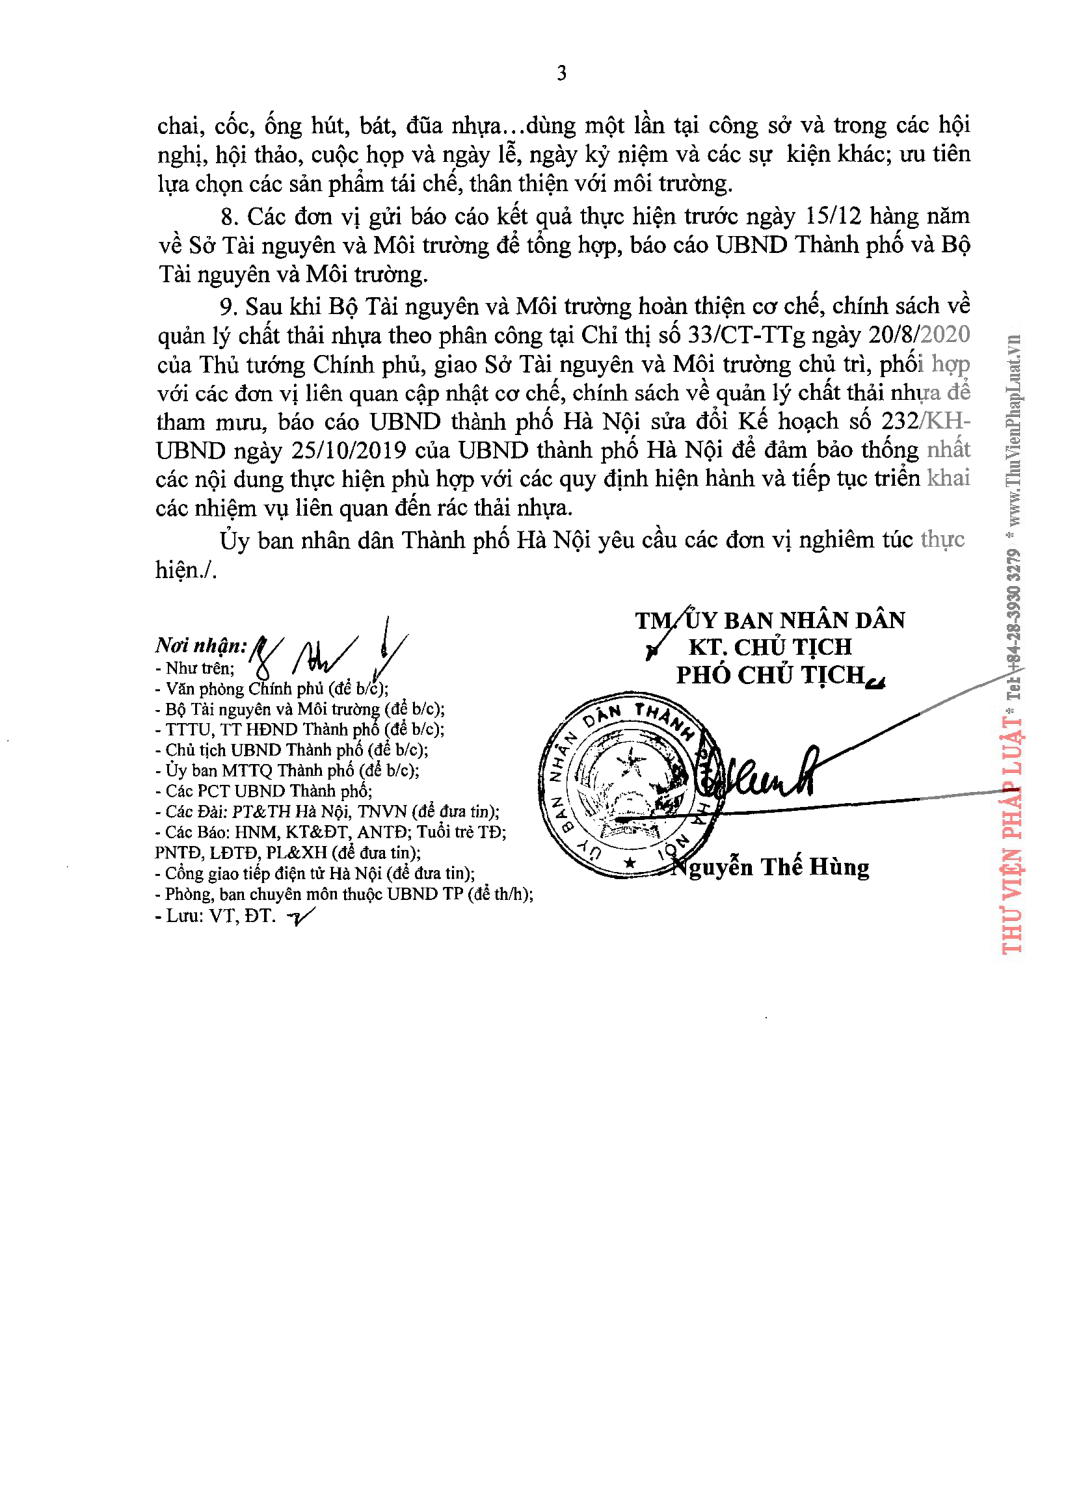 3
chai, cốc, ống hút, bát, đũa nhựa...dùng một lần tại công sở và trong các hội
nghị, hội thảo, cuộc họp và ngày lễ, ngày kỷ niệm và các sự kiện khác; ưu tiên
lựa chọn các sản phẩm tái chế, thân thiện với môi trường.
8. Các đơn vị gửi báo cáo kết quả thực hiện trước ngày 15/12 hàng năm
về Sở Tài nguyên và Môi trường để tổng hợp, báo cáo UBND Thành phố và Bộ
Tài nguyên và Môi trường.
9. Sau khi Bộ Tài nguyên và Môi trường hoàn thiện cơ chế, chính sách về
quản lý chất thải nhựa theo phân công tại Chỉ thị số 33/CT-TTg ngày 20/8/2020
của Thủ tướng Chính phủ, giao Sở Tài nguyên và Môi trường chủ trì, phối hợp
với các đơn vị liên quan cập nhật cơ chế, chính sách về quản lý chất thải nhựa để
tham mưu, báo cáo UBND thành phố Hà Nội sửa đổi Kế hoạch số 232/KH-
UBND ngày 25/10/2019 của UBND thành phố Hà Nội để đảm bảo thống nhất
các nội dung thực hiện phù hợp với các quy định hiện hành và tiếp tục triển khai
các nhiệm vụ liên quan đến rác thải nhựa.
Ủy ban nhân dân Thành phố Hà Nội yêu cầu các đơn vị nghiêm túc thực
hiện./.
Nơi nhận:
- Như trên;
- Văn phòng Chính phủ (để b/c);
- Bộ Tài nguyên và Môi trường (để b/c);
- TTTU, TT HĐND Thành phố (để b/c);
- Chủ tịch UBND Thành phố (để b/c);
- Ủy ban MTTQ Thành phố (để b/c);
- Các PCT UBND Thành phố;
- Các Đài: PT&TH Hà Nội, TNVN (để đưa tin);
- Các Báo: HNM, KT&ĐT, ANTĐ; Tuổi trẻ TĐ;
PNTĐ, LĐTĐ, PL&XH (để đưa tin);
- Cổng giao tiếp điện tử Hà Nội (để đưa tin);
- Phòng, ban chuyên môn thuộc UBND TP (để th/h);
- Lưu: VT, ĐT.
TM. ỦY BAN NHÂN DÂN
KT. CHỦ TỊCH
PHÓ CHỦ TỊCH
ỦY BAN NHÂN DÂN THÀNH PHỐ HÀ NỘI
Nguyễn Thế Hùng
THƯ VIỆN PHÁP LUẬT * Tel: +84-28-3930 3279 * www.ThuVienPhapLuat.vn